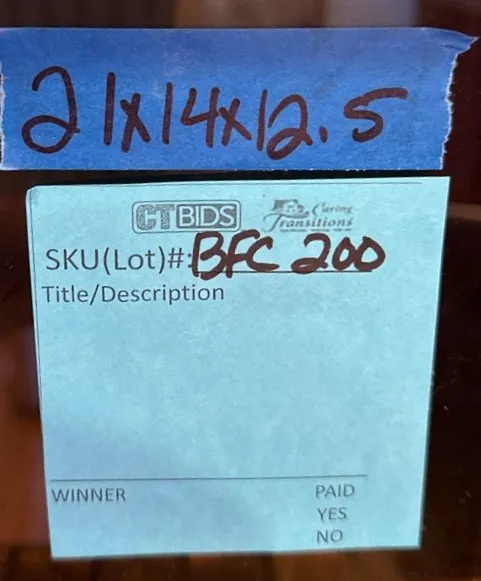 21x14x12.5
CTBIDS Caring Transitions
SKU(Lot)#: BFC 200
Title/Description
WINNER PAID
YES
NO